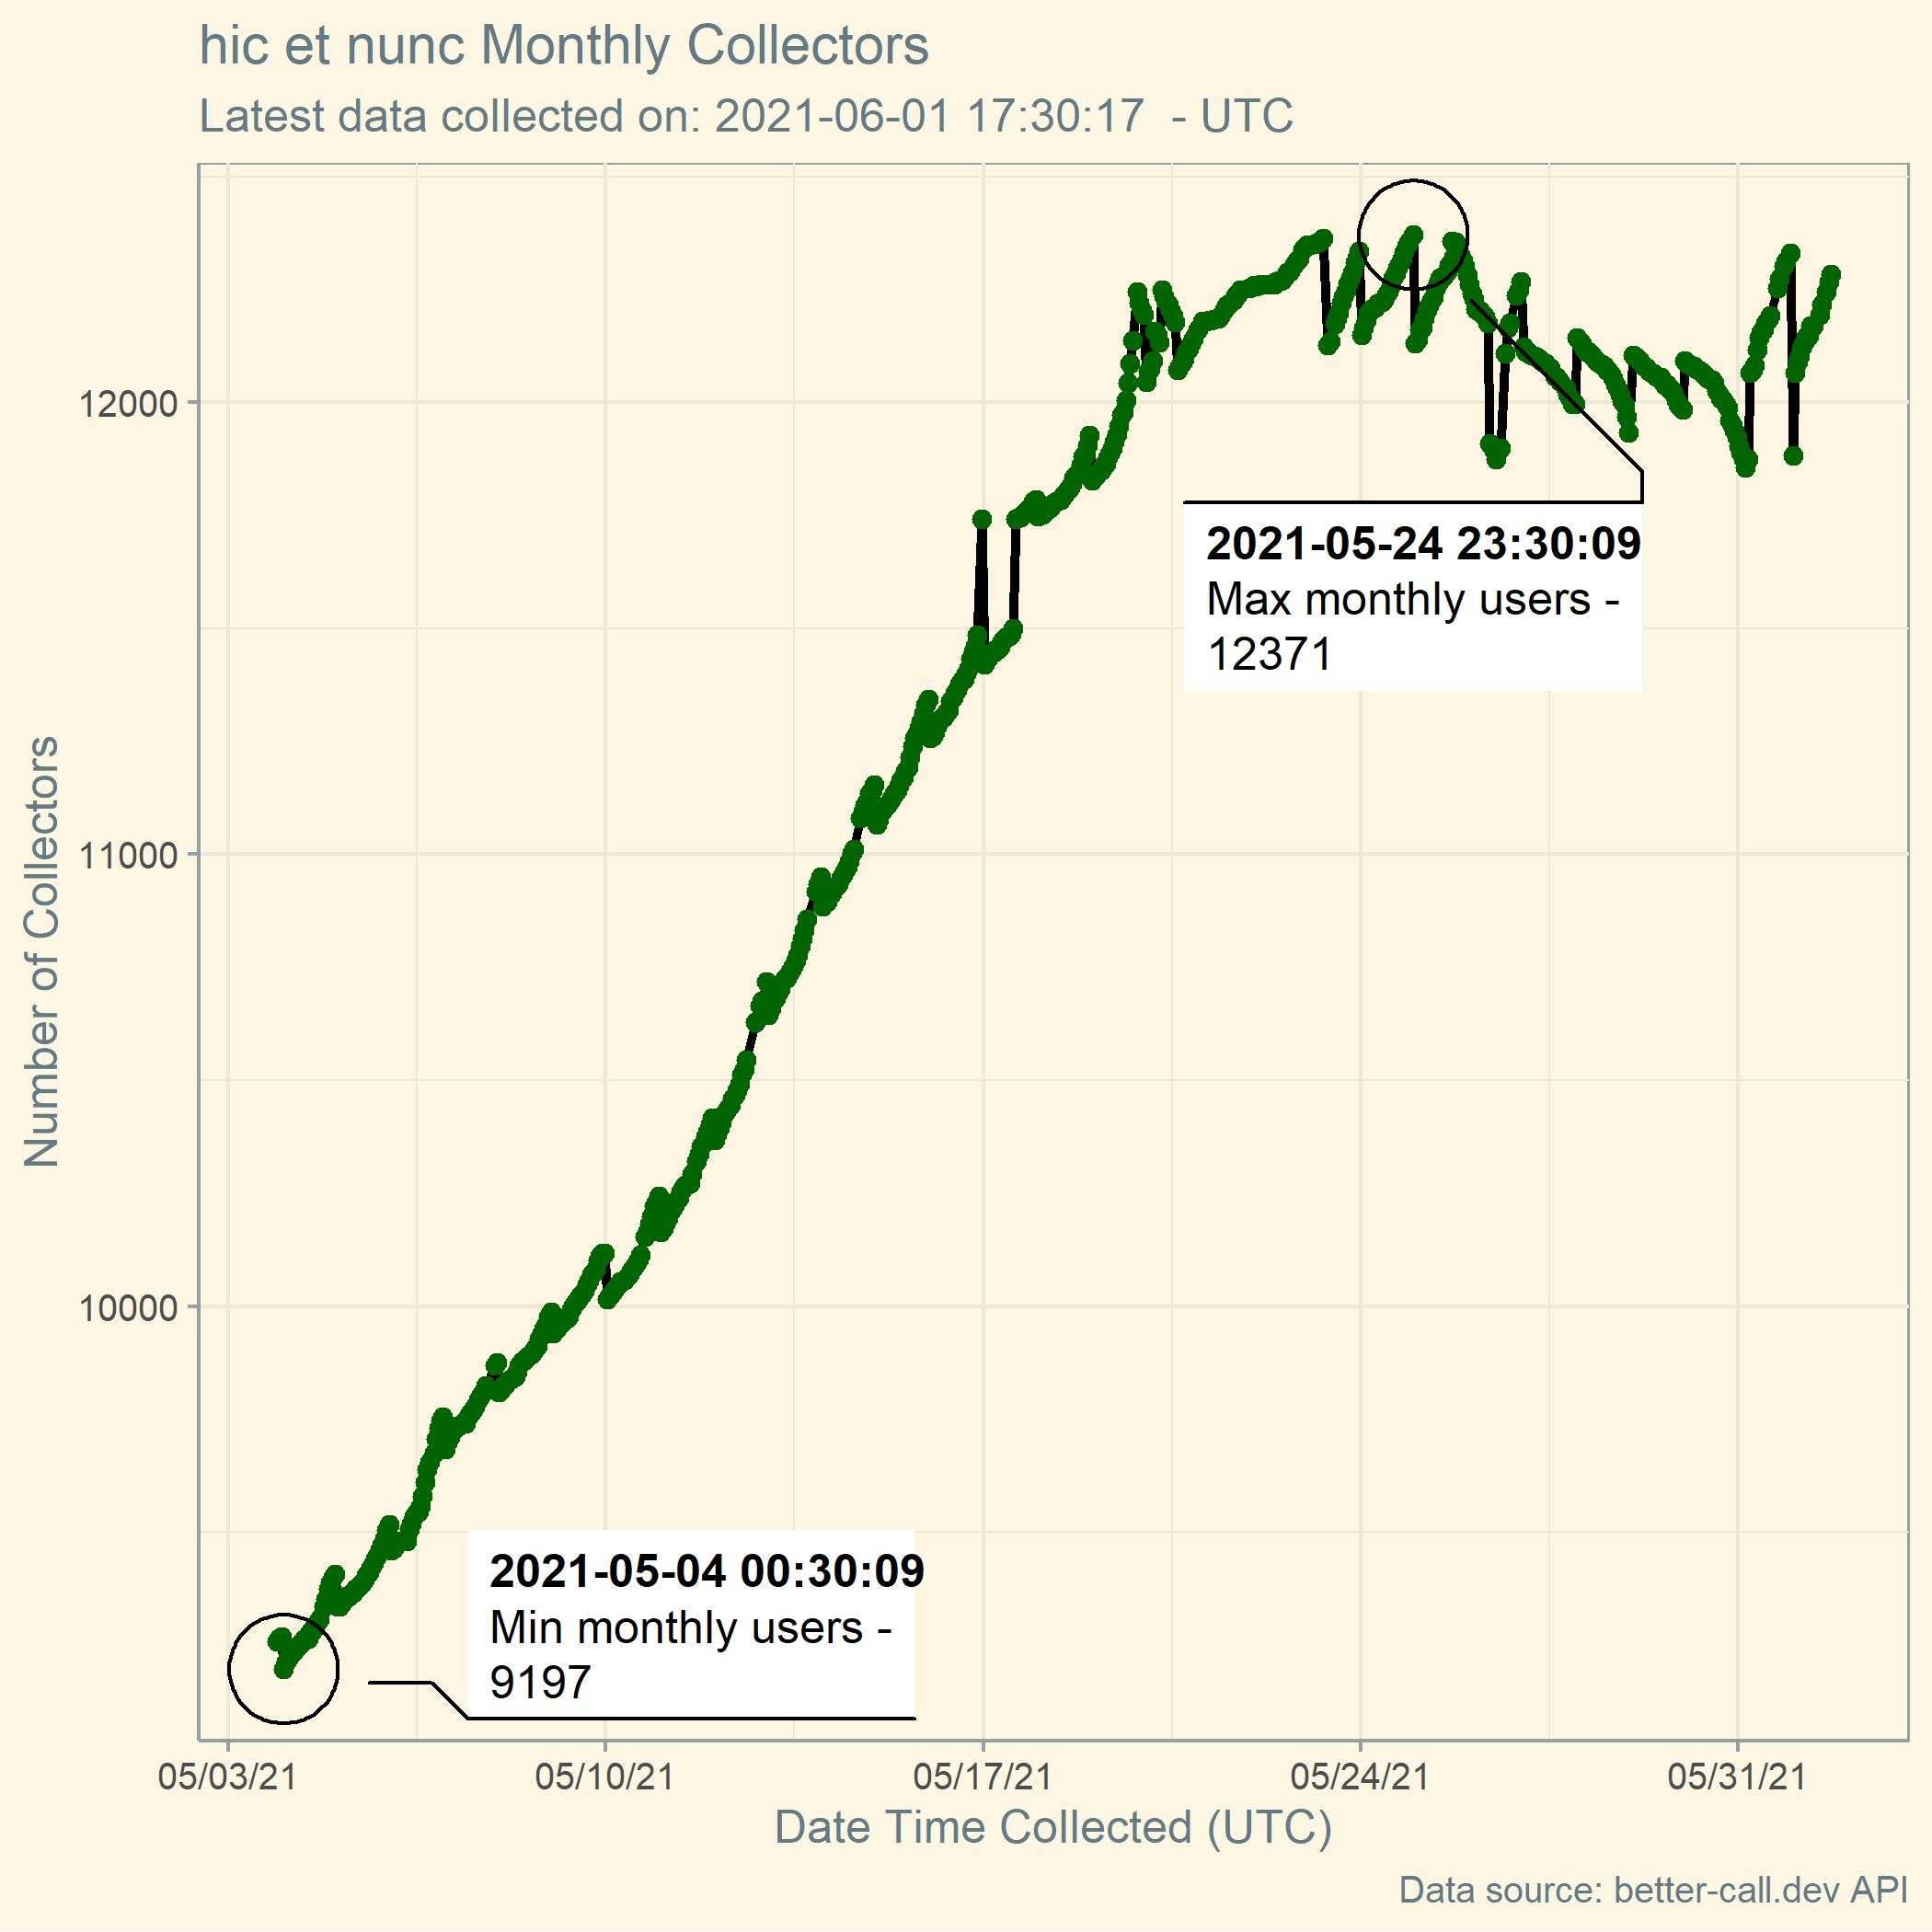 hic et nunc Monthly Collectors
Latest data collected on: 2021-06-01 17:30:17  - UTC
Number of Collectors
12000
11000
10000
2021-05-24 23:30:09
Max monthly users -
12371
2021-05-04 00:30:09
Min monthly users -
9197
05/03/21
05/10/21
05/17/21
05/24/21
05/31/21
Date Time Collected (UTC)
Data source: better-call.dev API